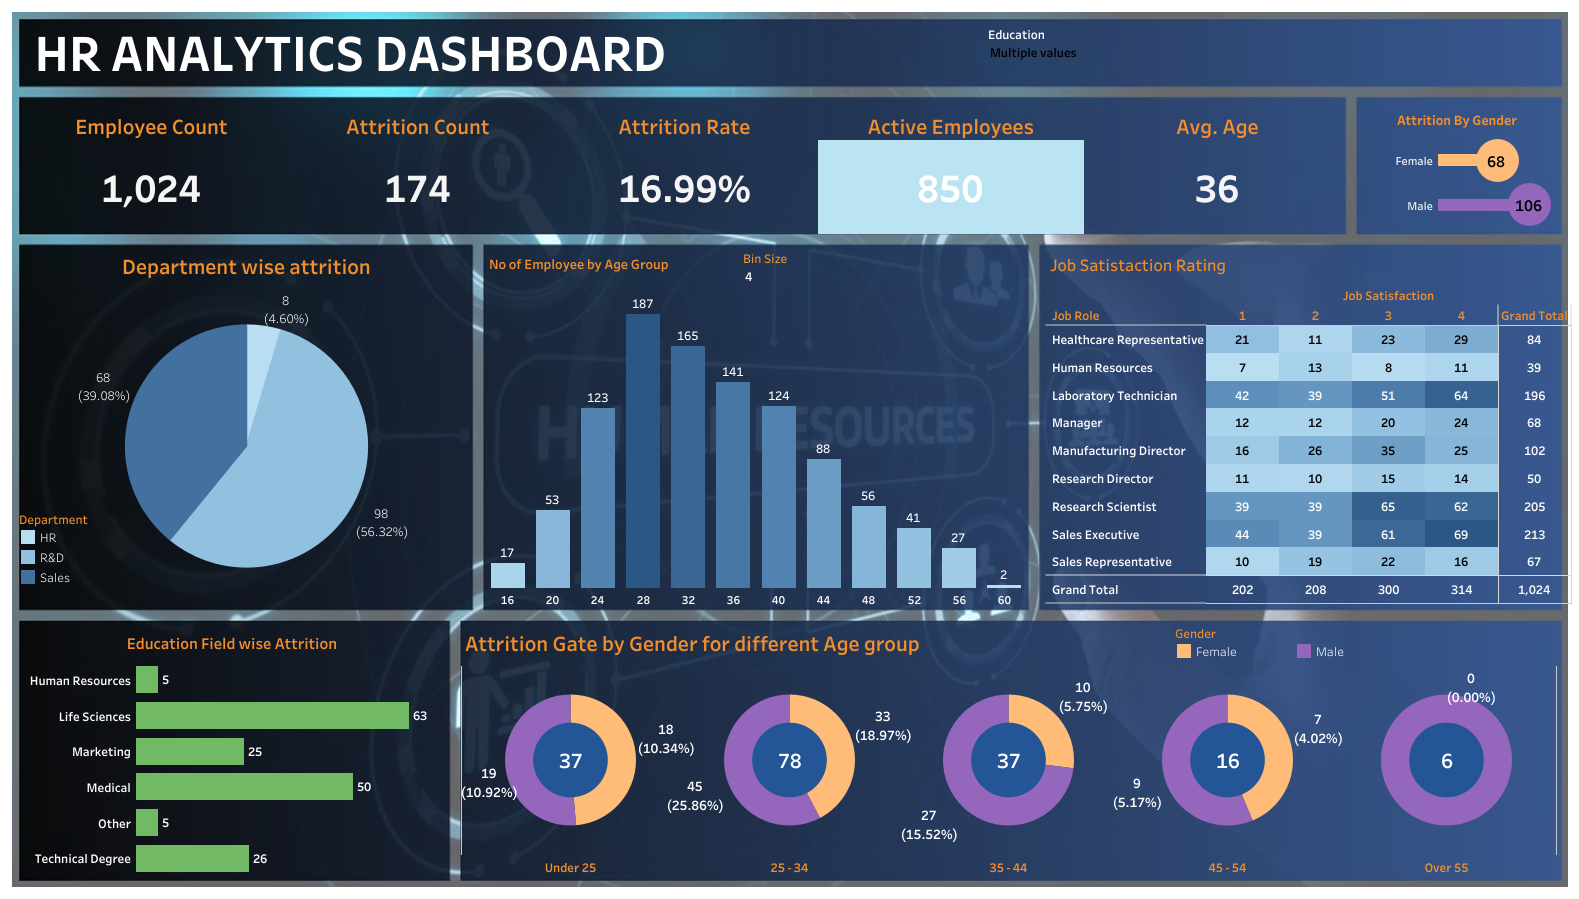 HR ANALYTICS DASHBOARD
Education
Multiple values
Employee Count
Attrition Count
Attrition Rate
Active Employees
Avg. Age
1,024
174
16.99%
850
36
Attrition By Gender
Female 68
Male 106
Department wise attrition
8
(4.60%)
68
(39.08%)
98
(56.32%)
Department
HR
R&D
Sales
No of Employee by Age Group
Bin Size
4
17 53 123 187 165 141 124 88 56 41 27 2
16 20 24 28 32 36 40 44 48 52 56 60
HUMAN RESOURCES
Job Satistaction Rating
Job Satisfaction
Job Role 1 2 3 4 Grand Total
Healthcare Representative 21 11 23 29 84
Human Resources 7 13 8 11 39
Laboratory Technician 42 39 51 64 196
Manager 12 12 20 24 68
Manufacturing Director 16 26 35 25 102
Research Director 11 10 15 14 50
Research Scientist 39 39 65 62 205
Sales Executive 44 39 61 69 213
Sales Representative 10 19 22 16 67
Grand Total 202 208 300 314 1,024
Education Field wise Attrition
Human Resources 5
Life Sciences 63
Marketing 25
Medical 50
Other 5
Technical Degree 26
Attrition Gate by Gender for different Age group
Gender
Female
Male
37
18
(10.34%)
19
(10.92%)
Under 25
78
33
(18.97%)
45
(25.86%)
25 - 34
37
10
(5.75%)
27
(15.52%)
35 - 44
16
7
(4.02%)
9
(5.17%)
45 - 54
6
0
(0.00%)
Over 55